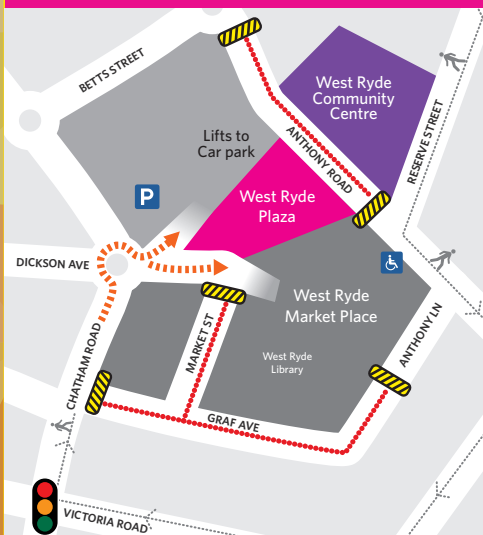 BETTS STREET
West Ryde
Community
Centre
Lifts to
Car park
ANTHONY ROAD
RESERVE STREET
P
West Ryde
Plaza
DICKSON AVE
West Ryde
Market Place
MARKET ST
ANTHONY LN
CHATHAM ROAD
West Ryde
Library
GRAF AVE
VICTORIA ROAD